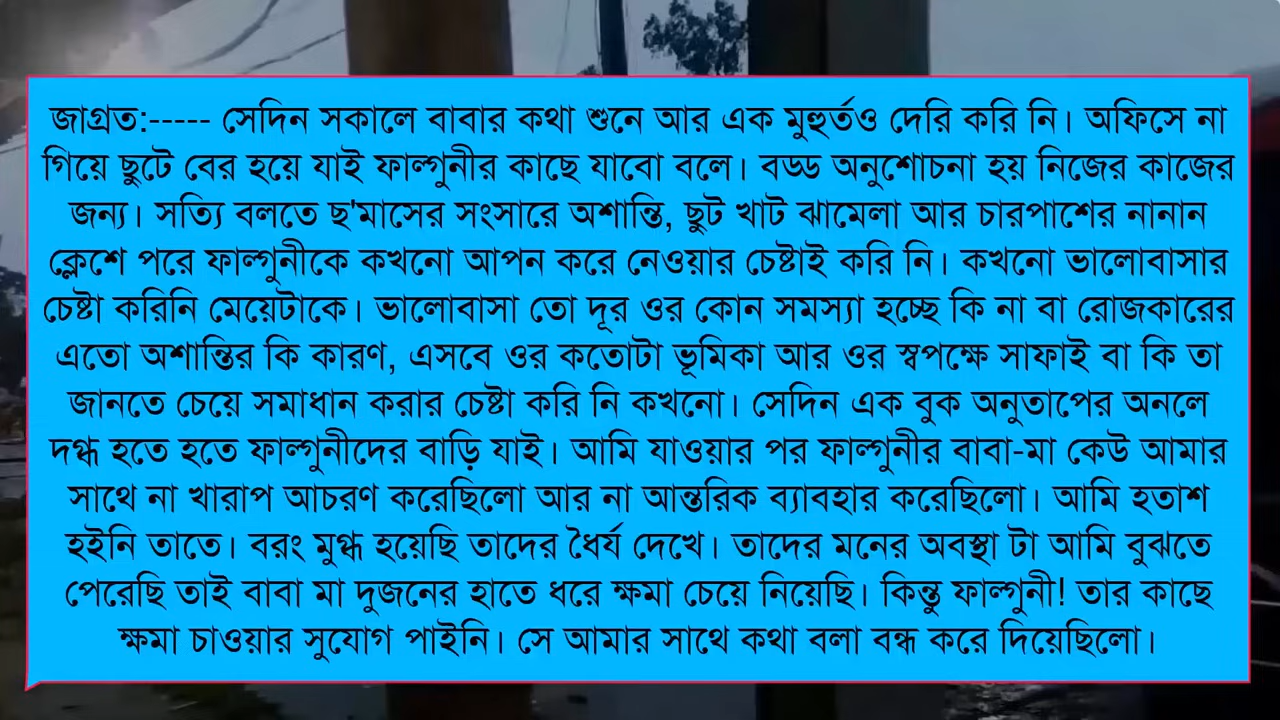 জাগ্রত:----- সেদিন সকালে বাবার কথা শুনে আর এক মুহুর্তও দেরি করি নি। অফিসে না
গিয়ে ছুটে বের হয়ে যাই ফাল্গুনীর কাছে যাবো বলে। বড্ড অনুশোচনা হয় নিজের কাজের
জন্য। সত্যি বলতে ছ'মাসের সংসারে অশান্তি, ছুট খাট ঝামেলা আর চারপাশের নানান
ক্লেশে পরে ফাল্গুনীকে কখনো আপন করে নেওয়ার চেষ্টাই করি নি। কখনো ভালোবাসার
চেষ্টা করিনি মেয়েটাকে। ভালোবাসা তো দূর ওর কোন সমস্যা হচ্ছে কি না বা রোজকারের
এতো অশান্তির কি কারণ, এসবে ওর কতোটা ভূমিকা আর ওর স্বপক্ষে সাফাই বা কি তা
জানতে চেয়ে সমাধান করার চেষ্টা করি নি কখনো। সেদিন এক বুক অনুতাপের অনলে
দগ্ধ হতে হতে ফাল্গুনীদের বাড়ি যাই। আমি যাওয়ার পর ফাল্গুনীর বাবা-মা কেউ আমার
সাথে না খারাপ আচরণ করেছিলো আর না আন্তরিক ব্যাবহার করেছিলো। আমি হতাশ
হইনি তাতে। বরং মুগ্ধ হয়েছি তাদের ধৈর্য দেখে। তাদের মনের অবস্থা টা আমি বুঝতে
পেরেছি তাই বাবা মা দুজনের হাতে ধরে ক্ষমা চেয়ে নিয়েছি। কিন্তু ফাল্গুনী! তার কাছে
ক্ষমা চাওয়ার সুযোগ পাইনি। সে আমার সাথে কথা বলা বন্ধ করে দিয়েছিলো।